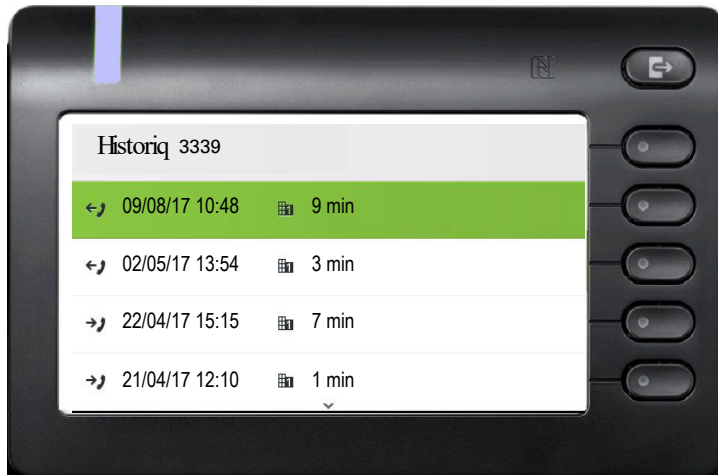 Historiq 3339
09/08/17 10:48 9 min
02/05/17 13:54 3 min
22/04/17 15:15 7 min
21/04/17 12:10 1 min